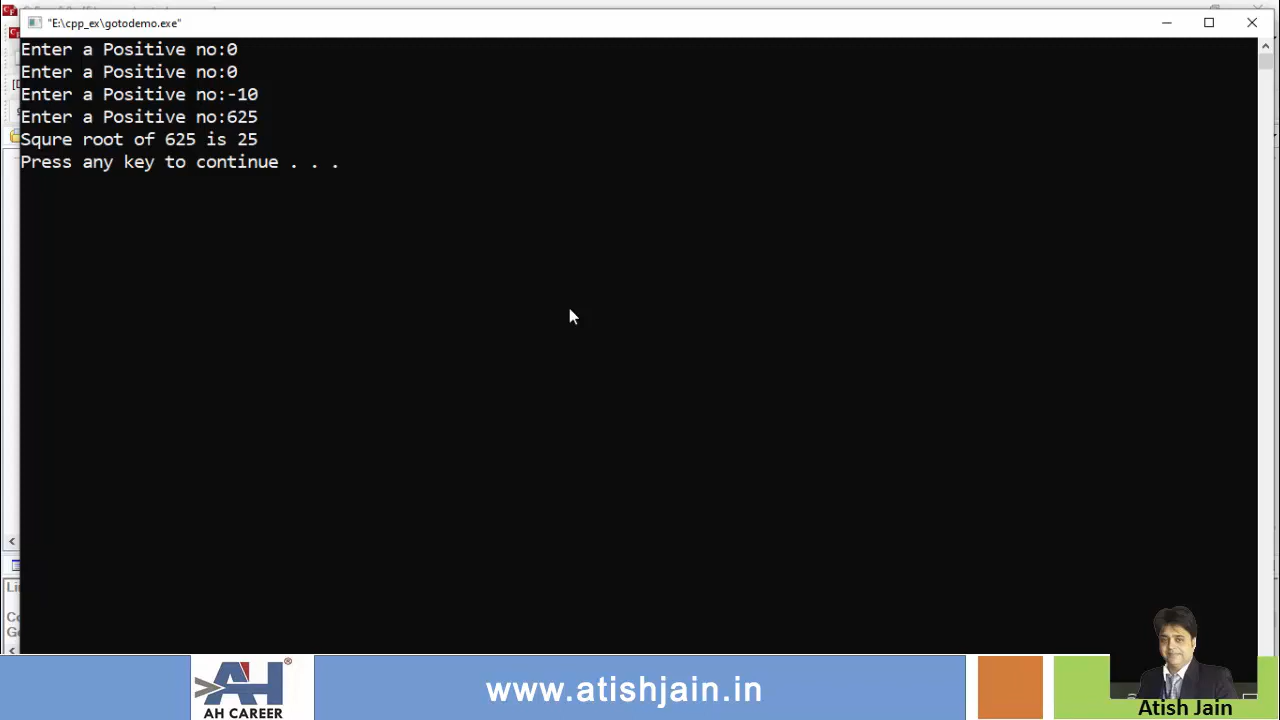 "E:\cpp_ex\gotodemo.exe"
Enter a Positive no:0
Enter a Positive no:0
Enter a Positive no:-10
Enter a Positive no:625
Squre root of 625 is 25
Press any key to continue . . .
AH
AH CAREER
www.atishjain.in
Atish Jain